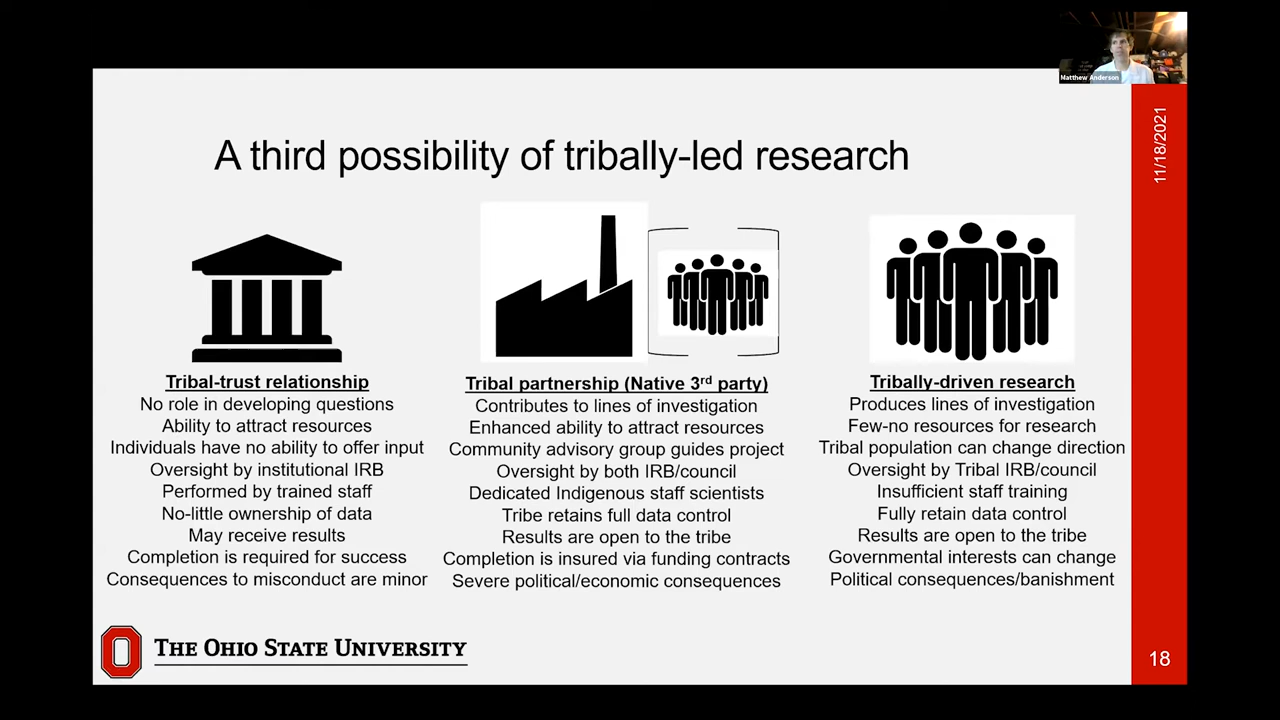 Matthew Anderson
11/18/2021
A third possibility of tribally-led research
Tribal-trust relationship
No role in developing questions
Ability to attract resources
Individuals have no ability to offer input
Oversight by institutional IRB
Performed by trained staff
No-little ownership of data
May receive results
Completion is required for success
Consequences to misconduct are minor
Tribal partnership (Native 3rd party)
Contributes to lines of investigation
Enhanced ability to attract resources
Community advisory group guides project
Oversight by both IRB/council
Dedicated Indigenous staff scientists
Tribe retains full data control
Results are open to the tribe
Completion is insured via funding contracts
Severe political/economic consequences
Tribally-driven research
Produces lines of investigation
Few-no resources for research
Tribal population can change direction
Oversight by Tribal IRB/council
Insufficient staff training
Fully retain data control
Results are open to the tribe
Governmental interests can change
Political consequences/banishment
THE OHIO STATE UNIVERSITY
18